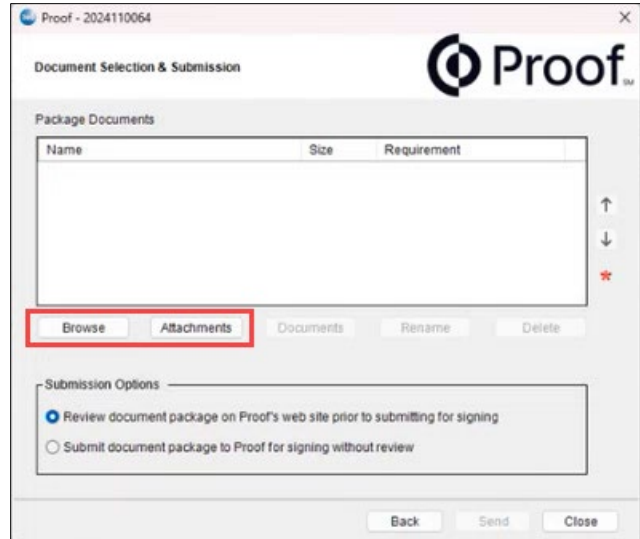 Proof - 2024110064
Document Selection & Submission
Proof
SM
Package Documents
Name Size Requirement
Browse Attachments Documents Rename Delete
Submission Options
Review document package on Proof's web site prior to submitting for signing
Submit document package to Proof for signing without review
Back Send Close